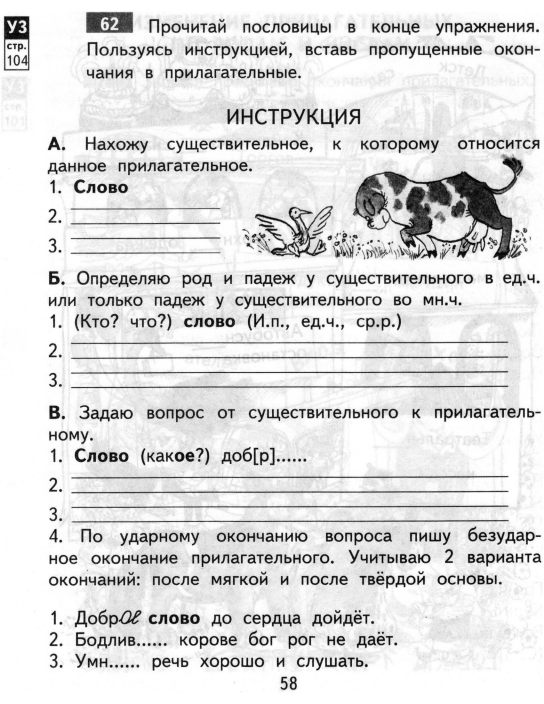 УЗ
стр.
104
62 Прочитай пословицы в конце упражнения.
Пользуясь инструкцией, вставь пропущенные окон-
чания в прилагательные.
ИНСТРУКЦИЯ
А. Нахожу существительное, к которому относится
данное прилагательное.
1. Слово
2.
3.
Б. Определяю род и падеж у существительного в ед.ч.
или только падеж у существительного во мн.ч.
1. (Кто? что?) слово (И.п., ед.ч., ср.р.)
2.
3.
В. Задаю вопрос от существительного к прилагатель-
ному.
1. Слово (какое?) доб[р]......
2.
3.
4. По ударному окончанию вопроса пишу безудар-
ное окончание прилагательного. Учитываю 2 варианта
окончаний: после мягкой и после твёрдой основы.
1. Доброе слово до сердца дойдёт.
2. Бодлив...... корове бог рог не даёт.
3. Умн...... речь хорошо и слушать.
58